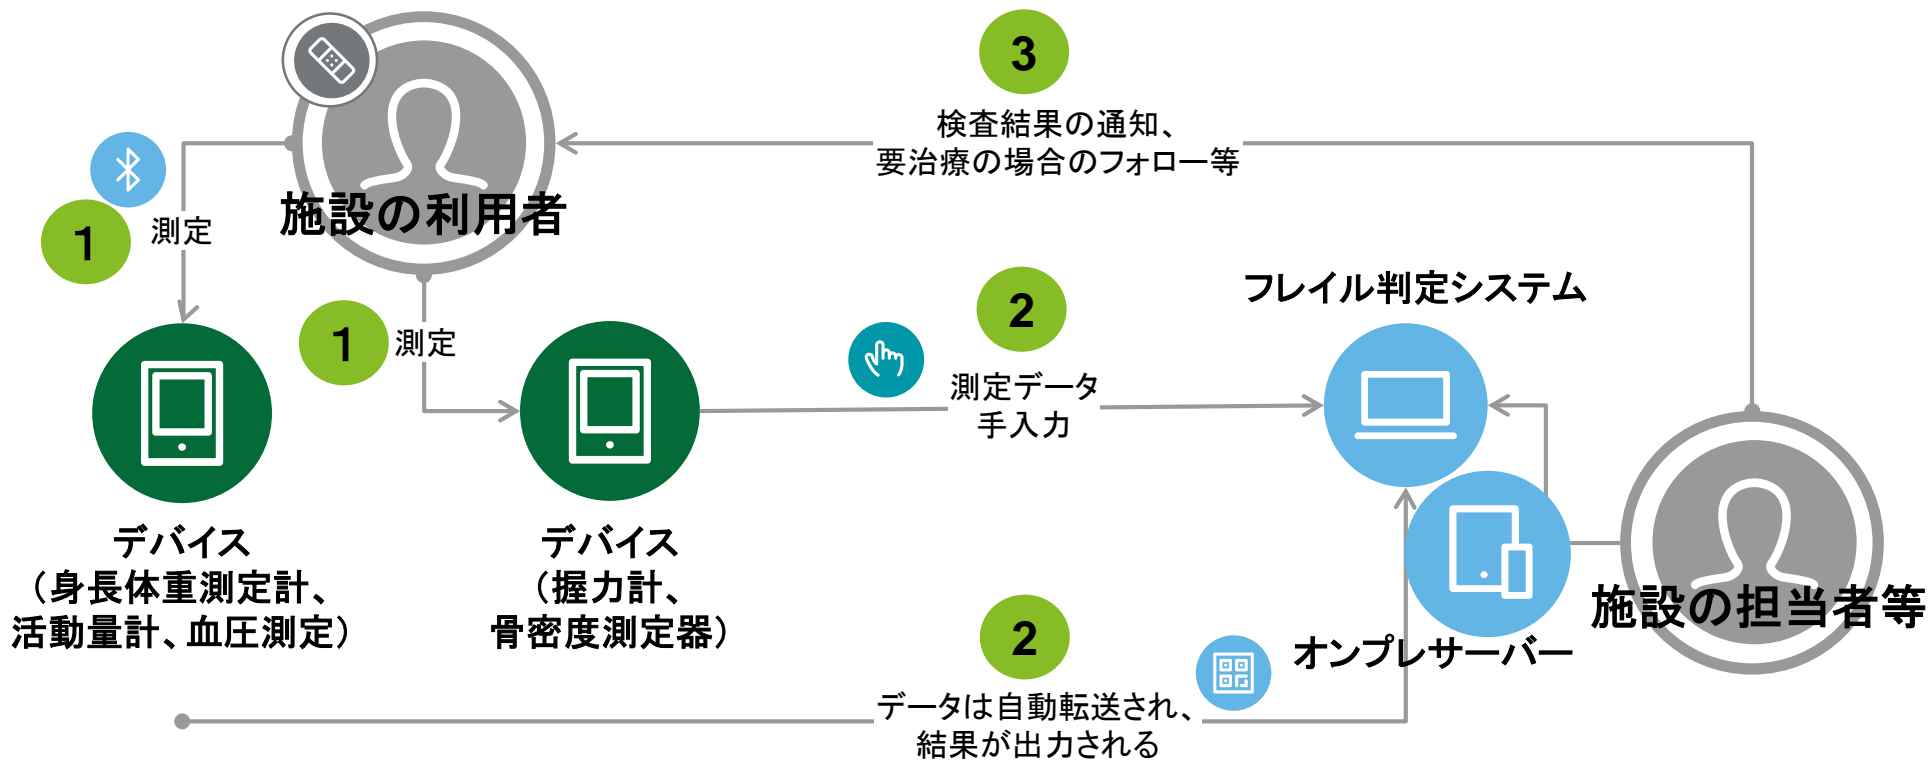 3
検査結果の通知、
要治療の場合のフォロー等
施設の利用者
1
測定
1
測定
2
測定データ
手入力
フレイル判定システム
デバイス
（身長体重測定計、
活動量計、血圧測定）
デバイス
（握力計、
骨密度測定器）
施設の担当者等
オンプレサーバー
2
データは自動転送され、
結果が出力される